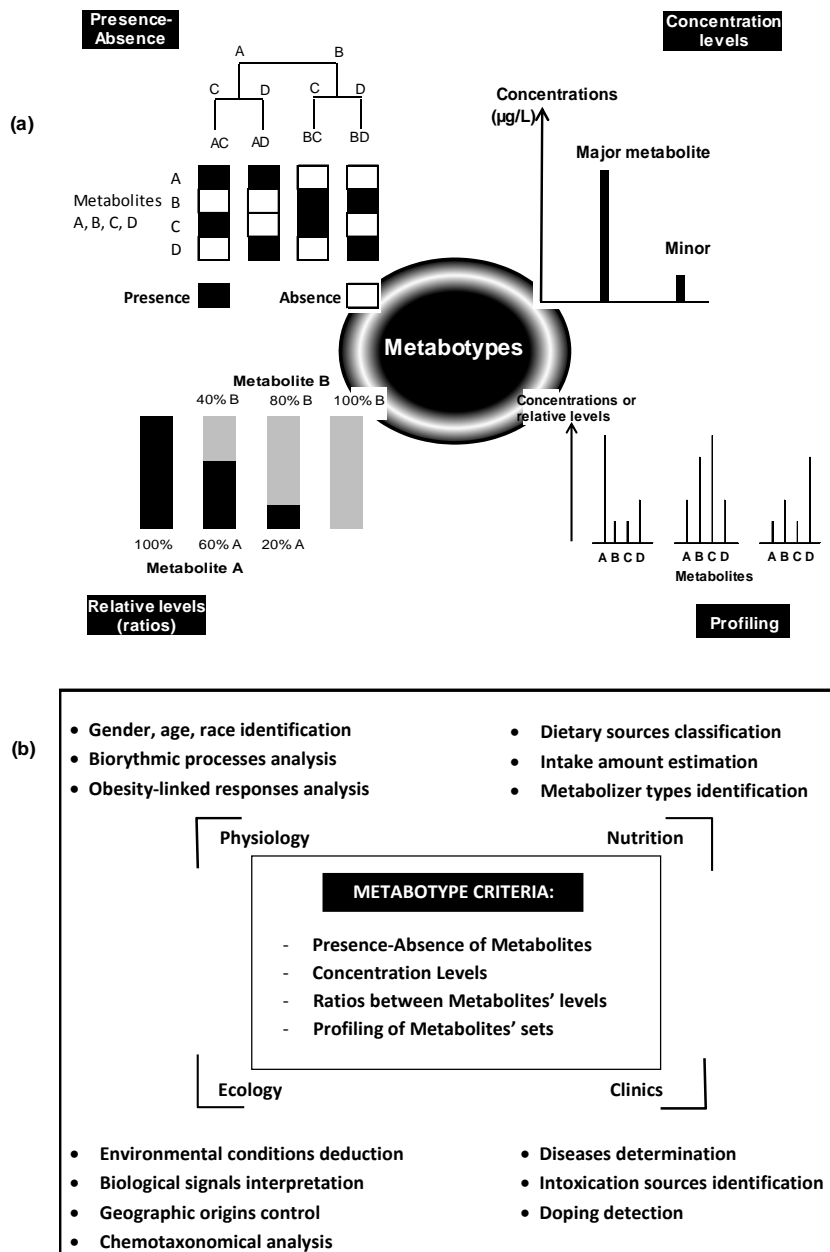 Presence-
Absence
Concentration
levels
(a)
A B
C D C D
AC AD BC BD
Metabolites
A, B, C, D
A
B
C
D
Presence Absence
Concentrations
(µg/L)
Major metabolite
Minor
Metabotypes
Metabolite B
40% B 80% B 100% B
100% 60% A 20% A
Metabolite A
Relative levels
(ratios)
Concentrations or
relative levels
A B C D A B C D A B C D
Metabolites
Profiling
(b)
• Gender, age, race identification
• Biorythmic processes analysis
• Obesity-linked responses analysis
• Dietary sources classification
• Intake amount estimation
• Metabolizer types identification
Physiology Nutrition
METABOTYPE CRITERIA:
- Presence-Absence of Metabolites
- Concentration Levels
- Ratios between Metabolites’ levels
- Profiling of Metabolites’ sets
Ecology Clinics
• Environmental conditions deduction
• Biological signals interpretation
• Geographic origins control
• Chemotaxonomical analysis
• Diseases determination
• Intoxication sources identification
• Doping detection